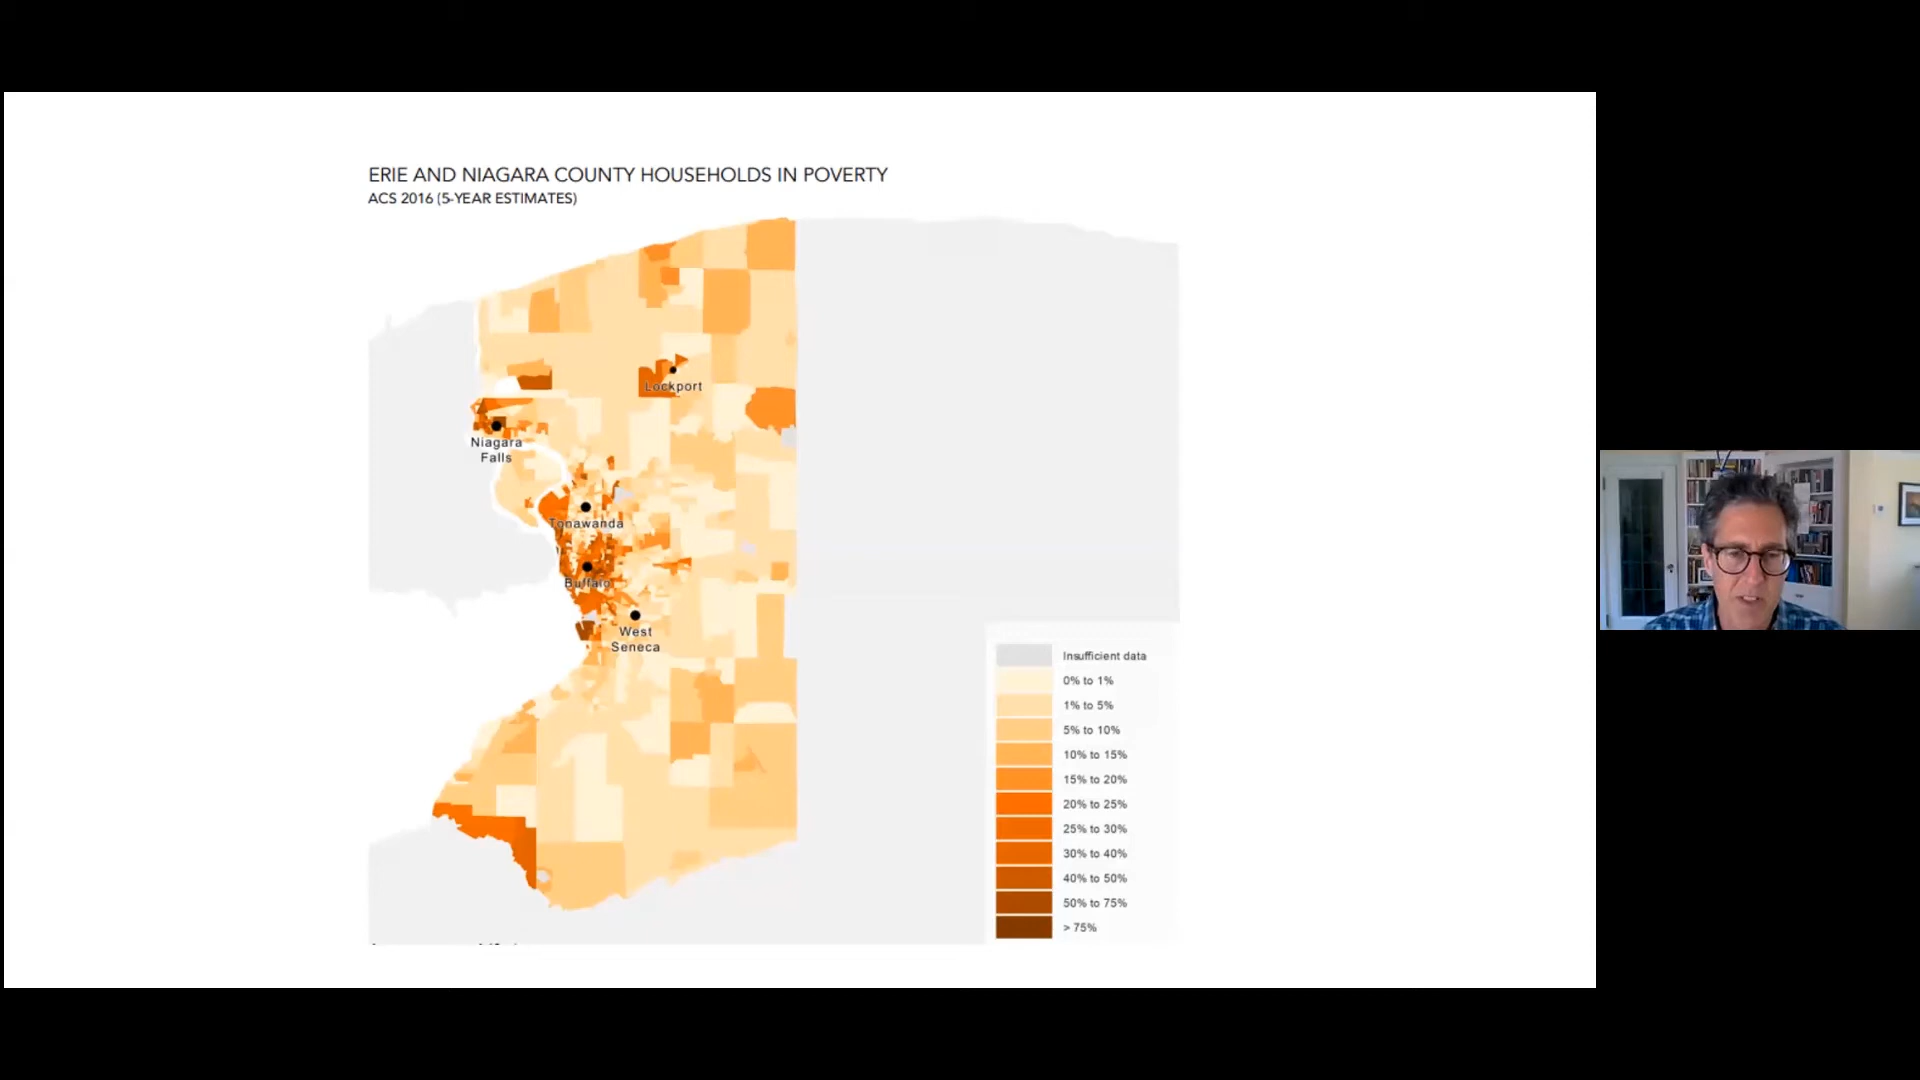 ERIE AND NIAGARA COUNTY HOUSEHOLDS IN POVERTY
ACS 2016 (5-YEAR ESTIMATES)
Lockport
Niagara
Falls
Tonawanda
Buffalo
West
Seneca
Insufficient data
0% to 1%
1% to 5%
5% to 10%
10% to 15%
15% to 20%
20% to 25%
25% to 30%
30% to 40%
40% to 50%
50% to 75%
> 75%